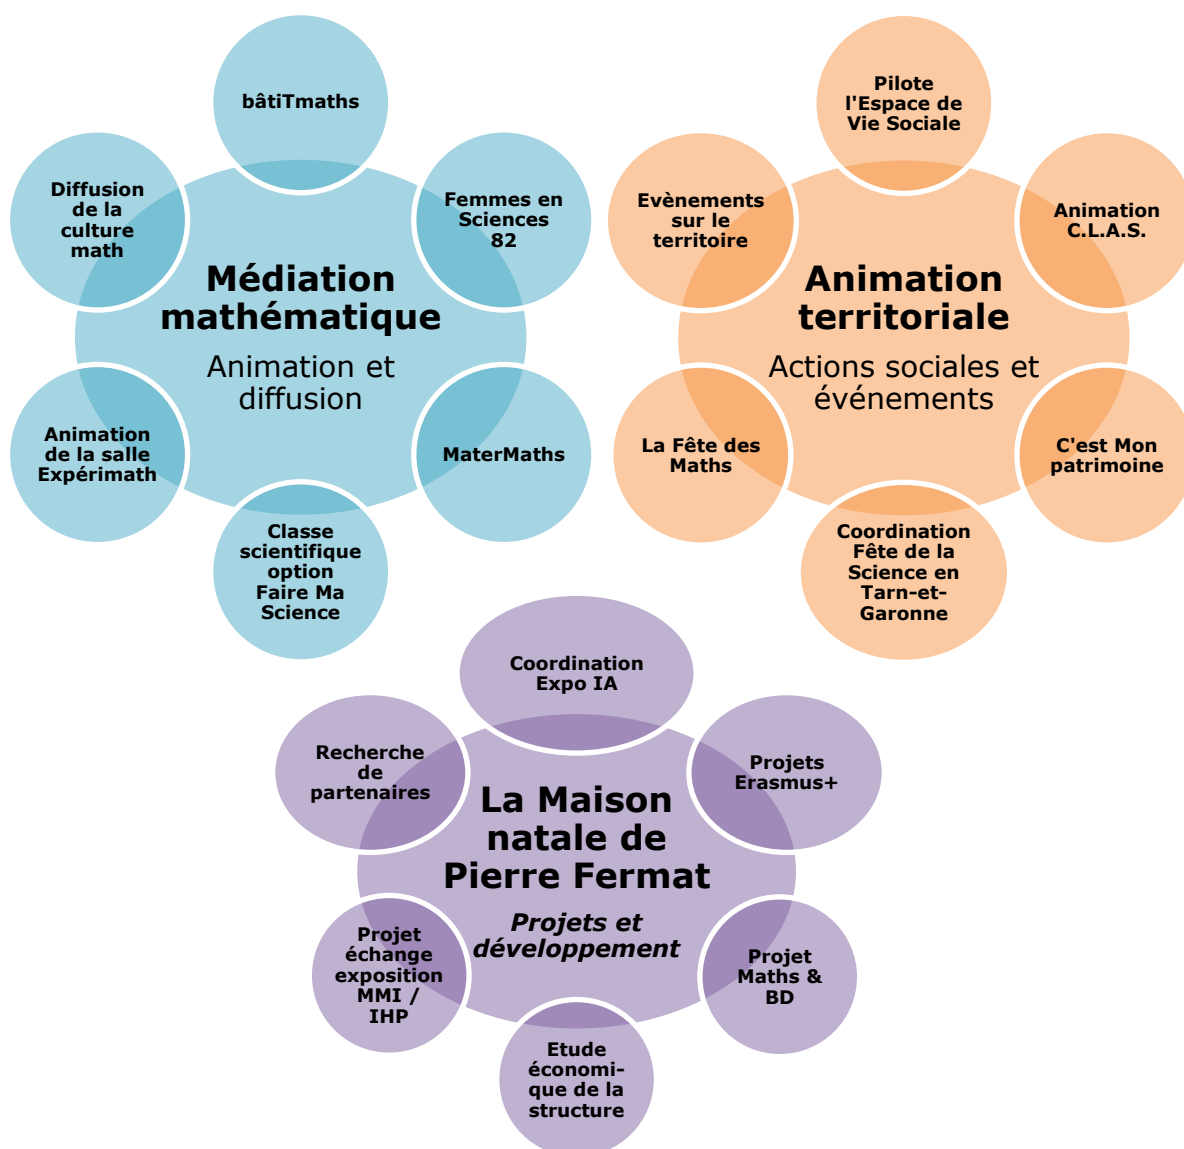 bâtiTmaths
Femmes en
Sciences
82
MaterMaths
Classe
scientifique
option
Faire Ma
Science
Animation
de la salle
Expérimath
Diffusion
de la
culture
math
Médiation
mathématique
Animation et
diffusion
Pilote
l'Espace de
Vie Sociale
Animation
C.L.A.S.
C'est Mon
patrimoine
Coordination
Fête de la
Science en
Tarn-et-
Garonne
La Fête des
Maths
Evènements
sur le
territoire
Animation
territoriale
Actions sociales et
événements
Coordination
Expo IA
Projets
Erasmus+
Projet
Maths &
BD
Etude
économi-
que de la
structure
Projet
échange
exposition
MMI /
IHP
Recherche
de
partenaires
La Maison
natale de
Pierre Fermat
Projets et
développement